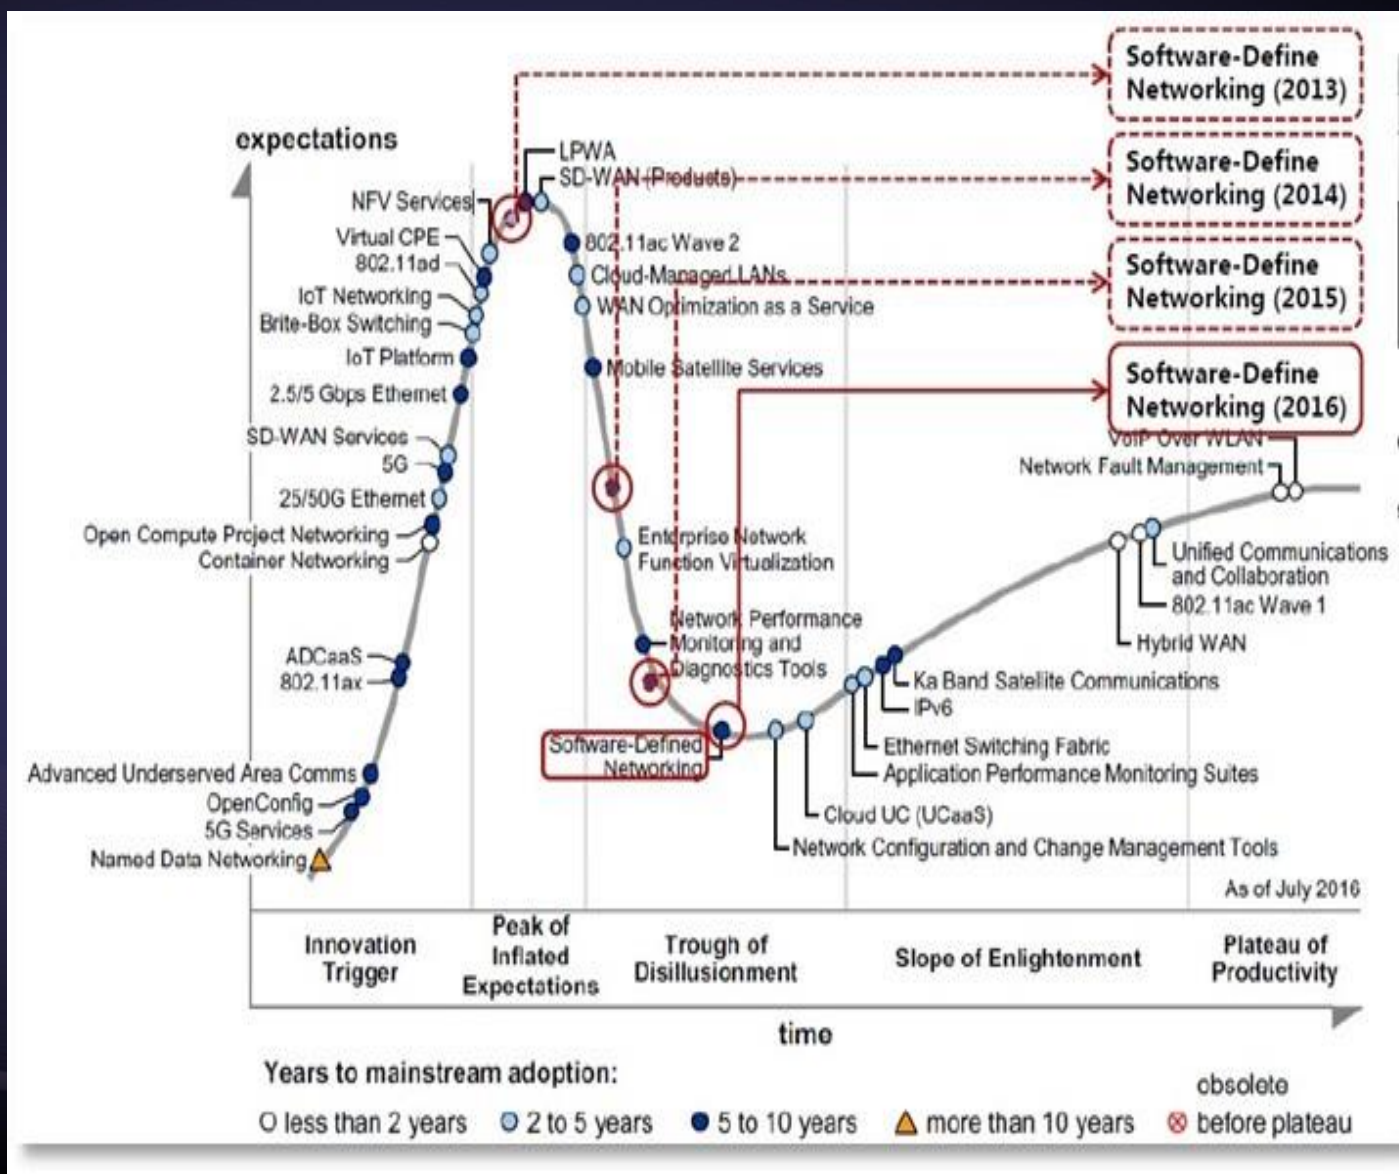 Software-Define
Networking (2013)
Software-Define
Networking (2014)
Software-Define
Networking (2015)
Software-Define
Networking (2016)
expectations
LPWA
SD-WAN (Products)
NFV Services
Virtual CPE
802.11ad
IoT Networking
Brite-Box Switching
IoT Platform
2.5/5 Gbps Ethernet
SD-WAN Services
5G
25/50G Ethernet
Open Compute Project Networking
Container Networking
ADCaaS
802.11ax
Advanced Underserved Area Comms
OpenConfig
5G Services
Named Data Networking
802.11ac Wave 2
Cloud-Managed LANs
WAN Optimization as a Service
Mobile Satellite Services
Enterprise Network
Function Virtualization
Network Performance
Monitoring and
Diagnostics Tools
Software-Defined
Networking
VoIP Over WLAN
Network Fault Management
Unified Communications
and Collaboration
802.11ac Wave 1
Hybrid WAN
Ka Band Satellite Communications
IPv6
Ethernet Switching Fabric
Application Performance Monitoring Suites
Cloud UC (UCaaS)
Network Configuration and Change Management Tools
As of July 2016
Innovation
Trigger
Peak of
Inflated
Expectations
Trough of
Disillusionment
Slope of Enlightenment
Plateau of
Productivity
time
Years to mainstream adoption:
less than 2 years
2 to 5 years
5 to 10 years
more than 10 years
obsolete
before plateau